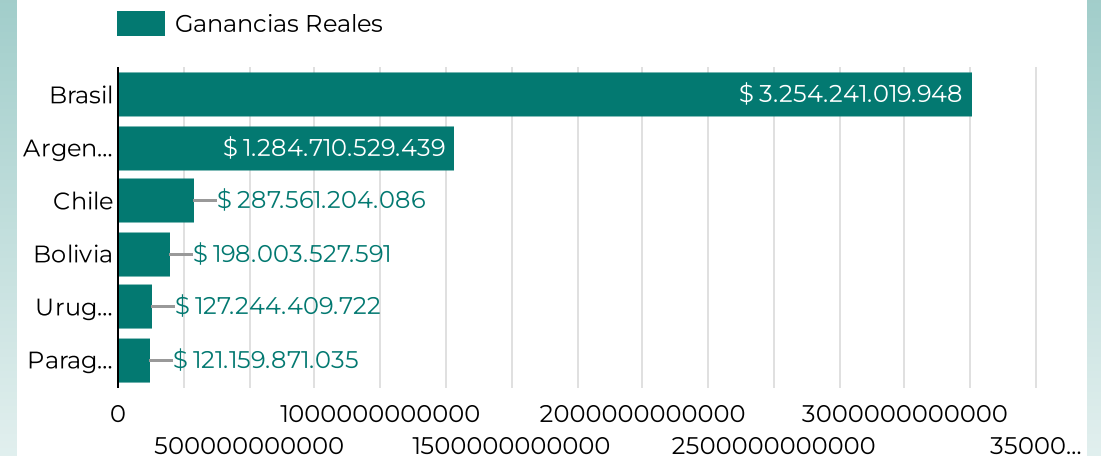 Ganancias Reales
Brasil $ 3.254.241.019.948
Argen... $ 1.284.710.529.439
Chile $ 287.561.204.086
Bolivia $ 198.003.527.591
Urug... $ 127.244.409.722
Parag... $ 121.159.871.035
0 1000000000000 2000000000000 3000000000000
500000000000 1500000000000 2500000000000 35000...